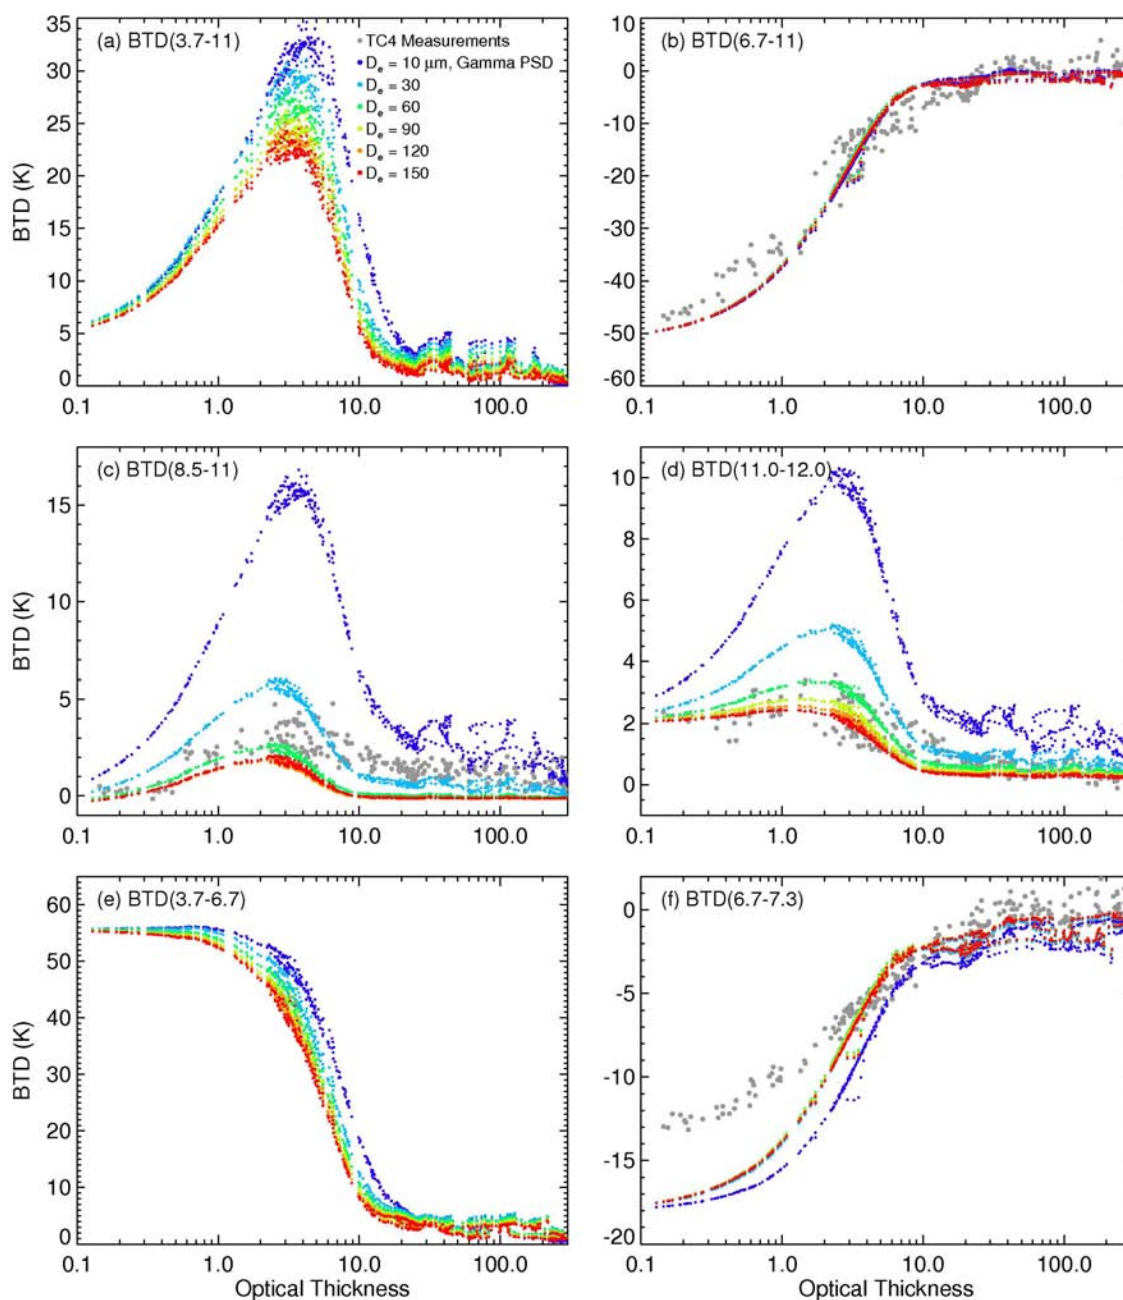 (a) BTD(3.7-11)
TC4 Measurements
Dₑ = 10 μm, Gamma PSD
Dₑ = 30
Dₑ = 60
Dₑ = 90
Dₑ = 120
Dₑ = 150
35
30
25
20
15
10
5
0
BTD (K)
0.1 1.0 10.0 100.0
(b) BTD(6.7-11)
10
0
-10
-20
-30
-40
-50
-60
0.1 1.0 10.0 100.0
(c) BTD(8.5-11)
15
10
5
0
BTD (K)
0.1 1.0 10.0 100.0
(d) BTD(11.0-12.0)
10
8
6
4
2
0
0.1 1.0 10.0 100.0
(e) BTD(3.7-6.7)
60
50
40
30
20
10
0
BTD (K)
0.1 1.0 10.0 100.0
Optical Thickness
(f) BTD(6.7-7.3)
0
-5
-10
-15
-20
0.1 1.0 10.0 100.0
Optical Thickness